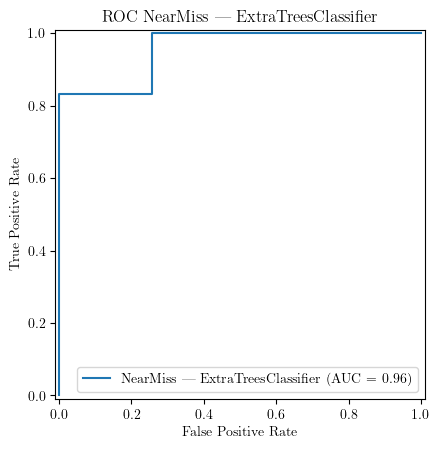 ROC NearMiss — ExtraTreesClassifier
1.0
0.8
0.6
0.4
0.2
0.0
True Positive Rate
NearMiss — ExtraTreesClassifier (AUC = 0.96)
0.0 0.2 0.4 0.6 0.8 1.0
False Positive Rate